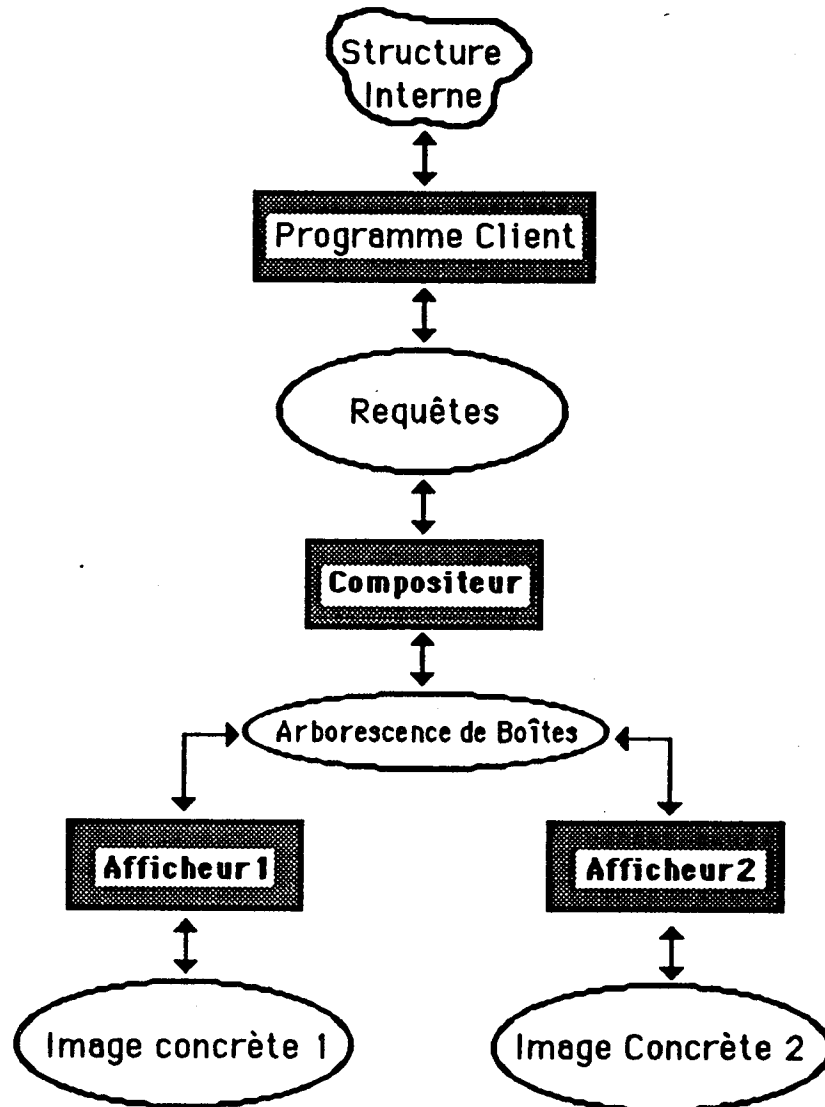 Structure
Interne
Programme Client
Requêtes
Compositeur
Arborescence de Boîtes
Afficheur1
Afficheur2
Image concrète 1
Image Concrète 2